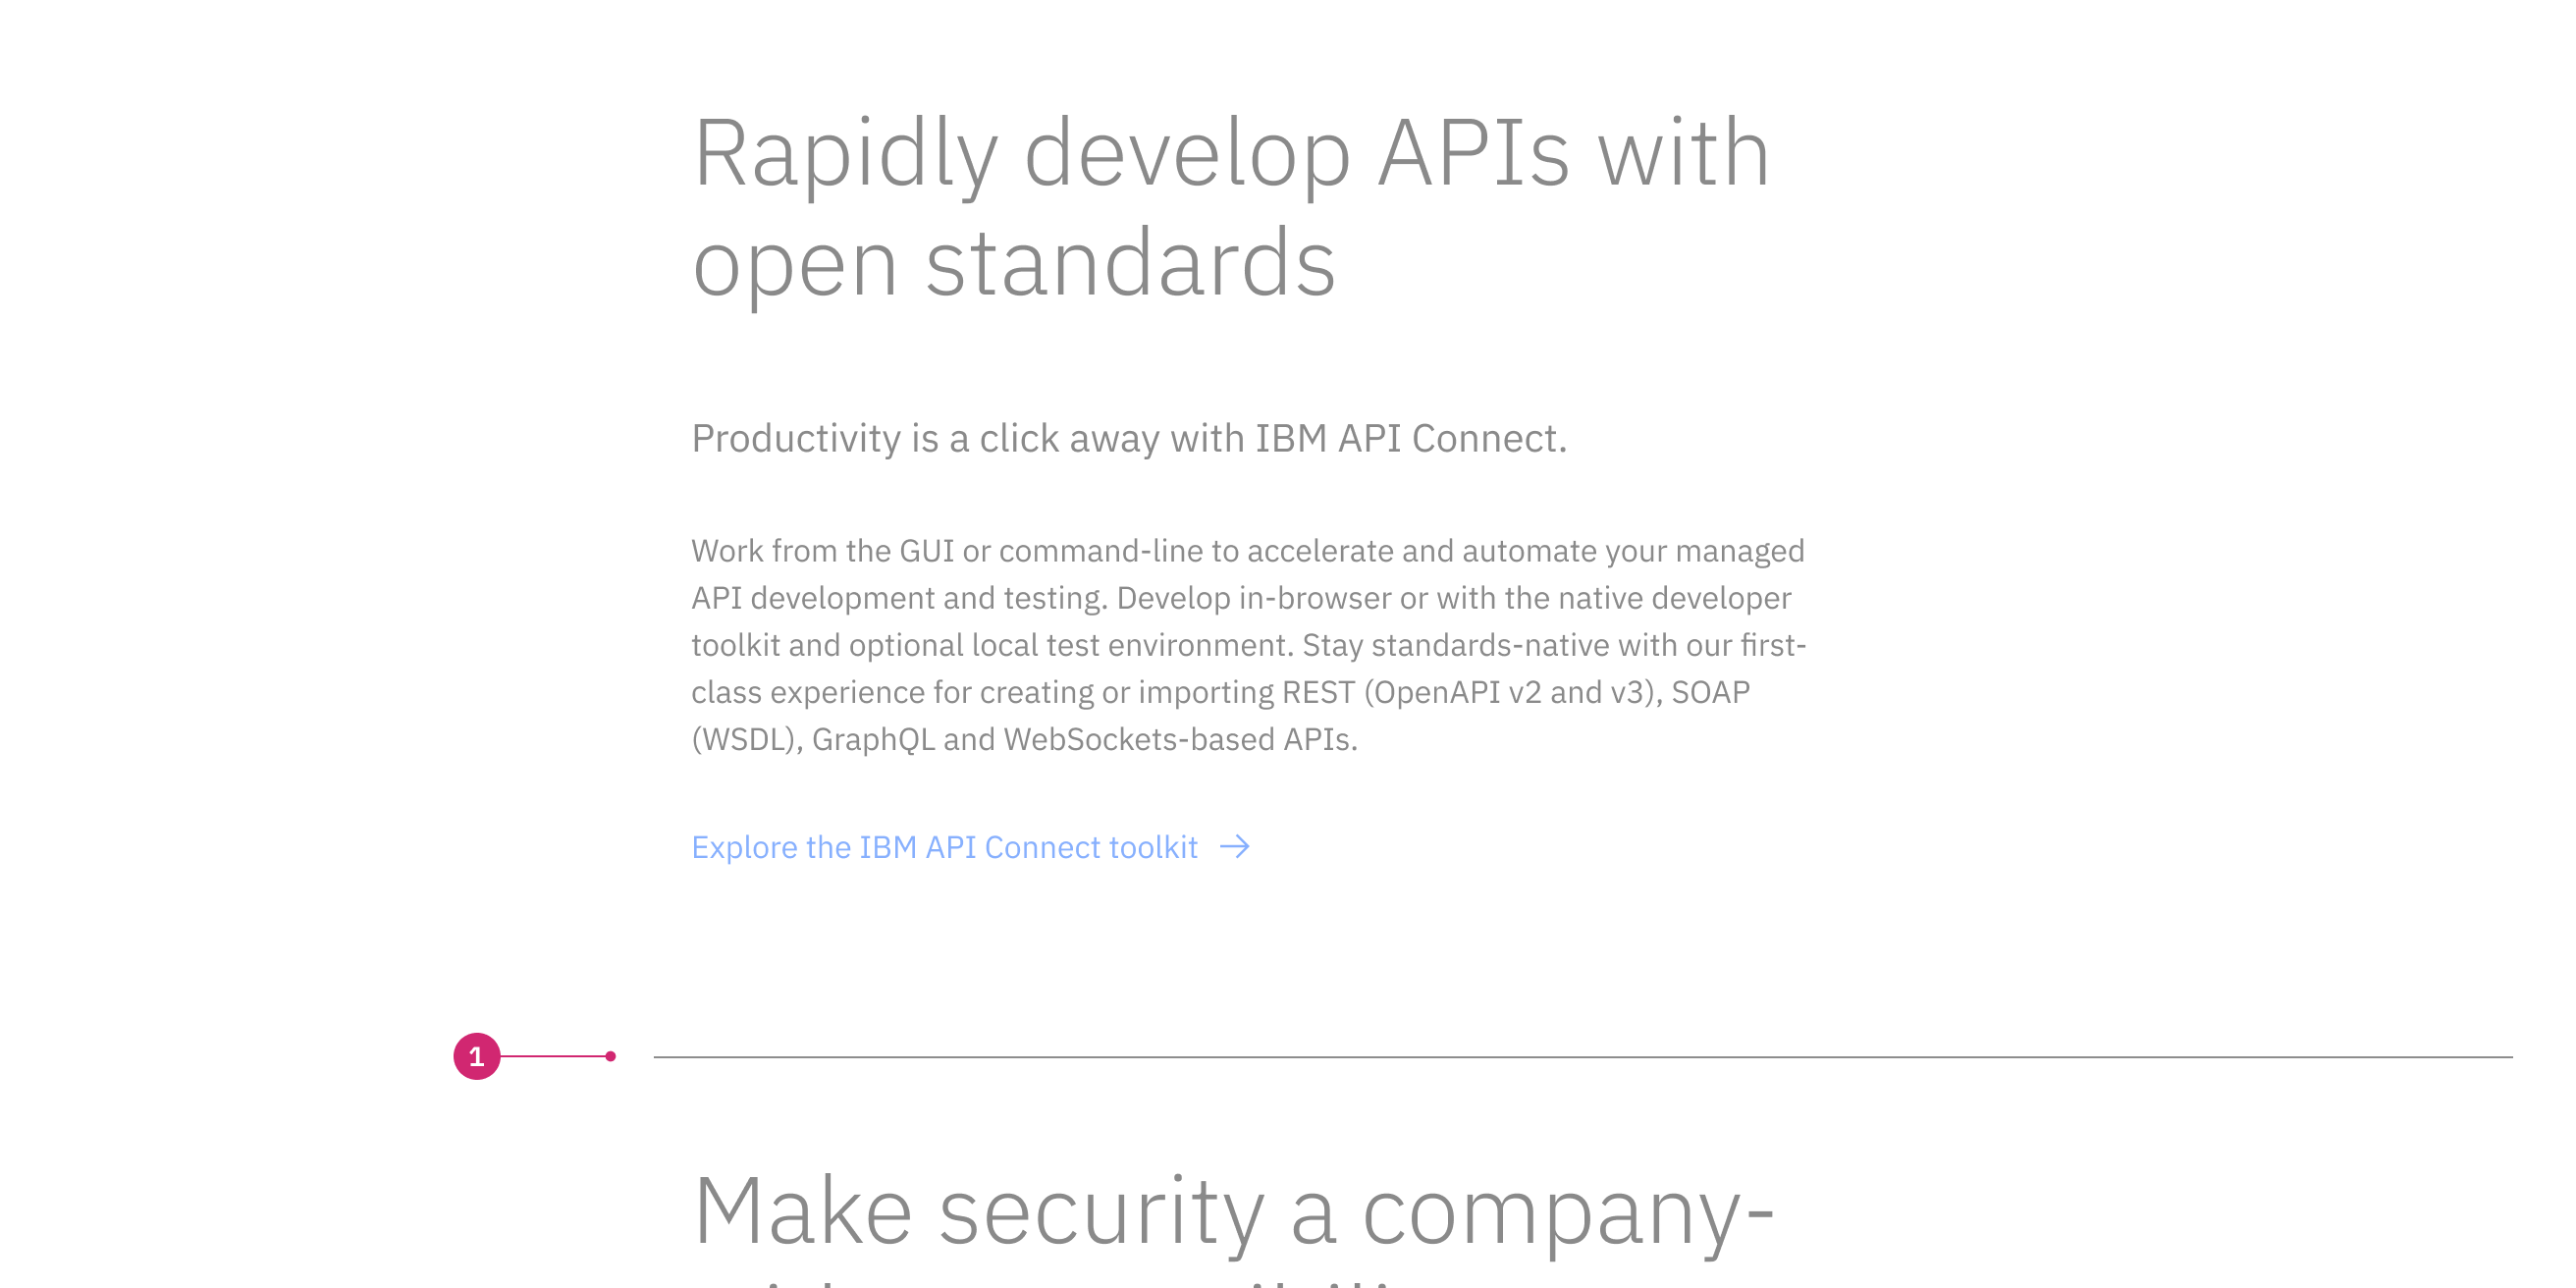 Rapidly develop APIs with
open standards
Productivity is a click away with IBM API Connect.
Work from the GUI or command-line to accelerate and automate your managed
API development and testing. Develop in-browser or with the native developer
toolkit and optional local test environment. Stay standards-native with our first-
class experience for creating or importing REST (OpenAPI v2 and v3), SOAP
(WSDL), GraphQL and WebSockets-based APIs.
Explore the IBM API Connect toolkit →
1
Make security a company-